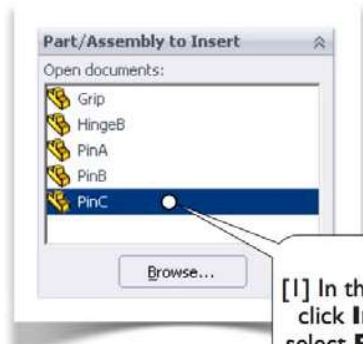 Part/Assembly to Insert
Open documents:
Grip
HingeB
PinA
PinB
PinC
Browse...
[1] In th
click I
select